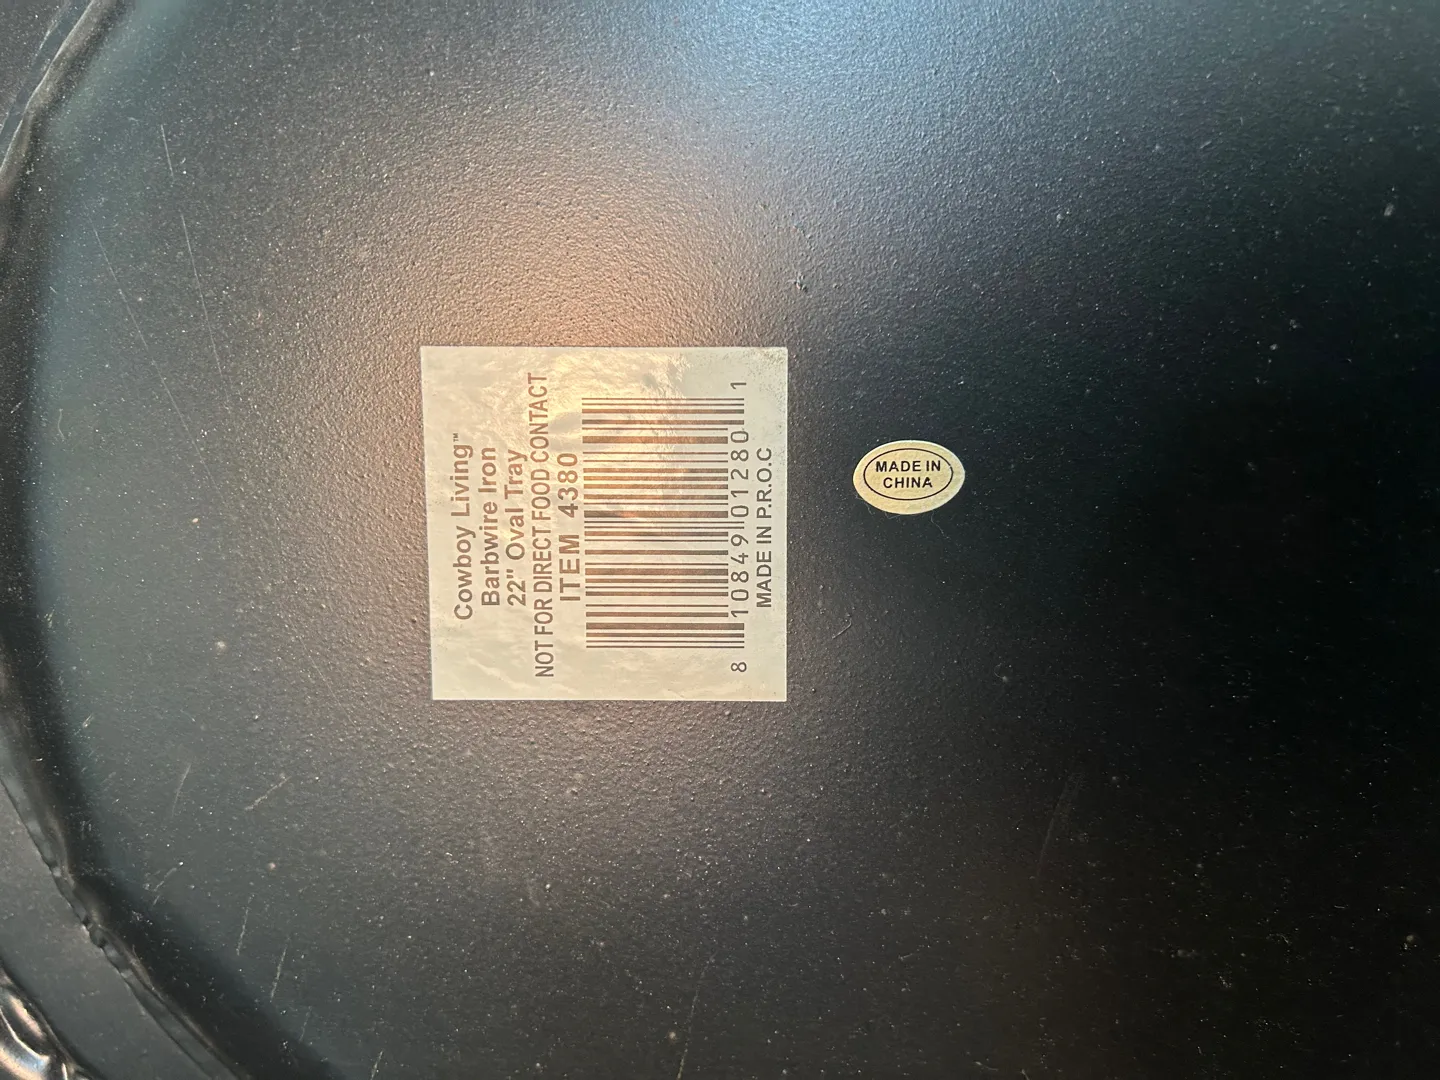 Cowboy Living™
Barbwire Iron
22" Oval Tray
NOT FOR DIRECT FOOD CONTACT
ITEM 4380
8 10849 01280 1
MADE IN P.R.O.C
MADE IN
CHINA